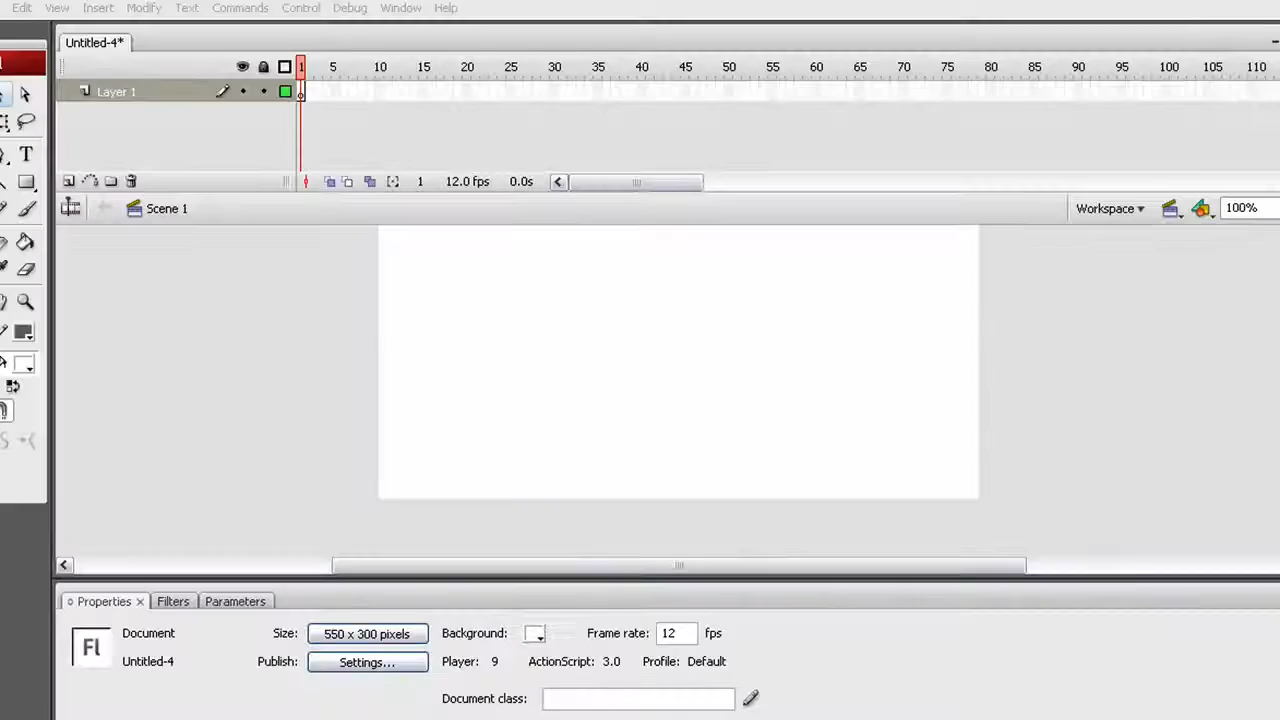 Edit View Insert Modify Text Commands Control Debug Window Help
Untitled-4*
1 5 10 15 20 25 30 35 40 45 50 55 60 65 70 75 80 85 90 95 100 105 110
Layer 1
1 12.0 fps 0.0s
Scene 1 Workspace 100%
Properties Filters Parameters
Document Size: 550 x 300 pixels Background: Frame rate: 12 fps
Fl
Untitled-4 Publish: Settings... Player: 9 ActionScript: 3.0 Profile: Default
Document class: